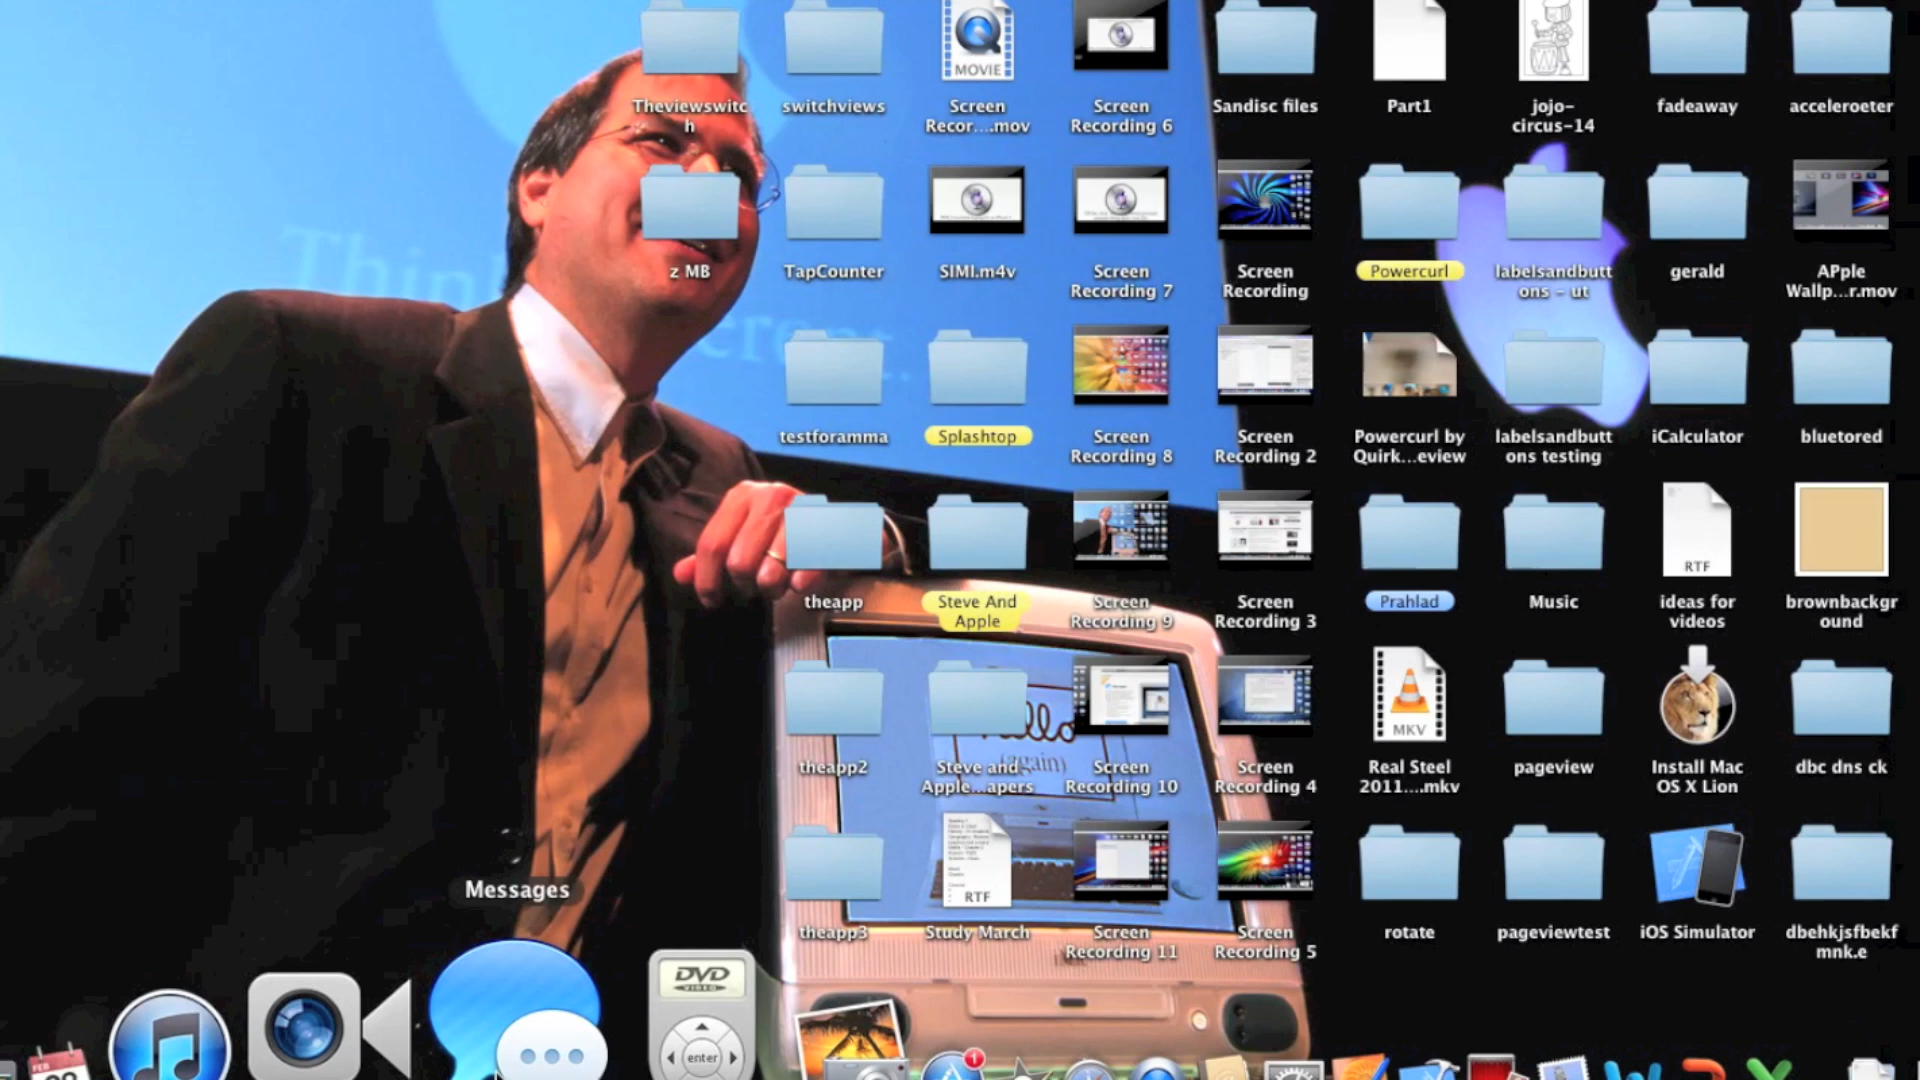 Theviewswitc
h
switchviews
MOVIE
Screen
Recor....mov
Screen
Recording 6
Sandisc files
Part1
jojo-
circus-14
fadeaway
acceleroeter
z MB
TapCounter
SIMI.m4v
Screen
Recording 7
Screen
Recording
Powercurl
labelsandbutt
ons - ut
gerald
APple
Wallp...r.mov
testforamma
Splashtop
Screen
Recording 8
Screen
Recording 2
Powercurl by
Quirk...eview
labelsandbutt
ons testing
iCalculator
bluetored
theapp
Steve And
Apple
Screen
Recording 9
Screen
Recording 3
Prahlad
Music
RTF
ideas for
videos
brownbackgr
ound
theapp2
Steve and
Apple...apers
(again)
Screen
Recording 10
Screen
Recording 4
MKV
Real Steel
2011....mkv
pageview
Install Mac
OS X Lion
dbc dns ck
theapp3
RTF
Study March
Screen
Recording 11
Screen
Recording 5
rotate
pageviewtest
iOS Simulator
dbehkjsfbekf
mnk.e
Messages
DVD
VIDEO
enter
FEB
1